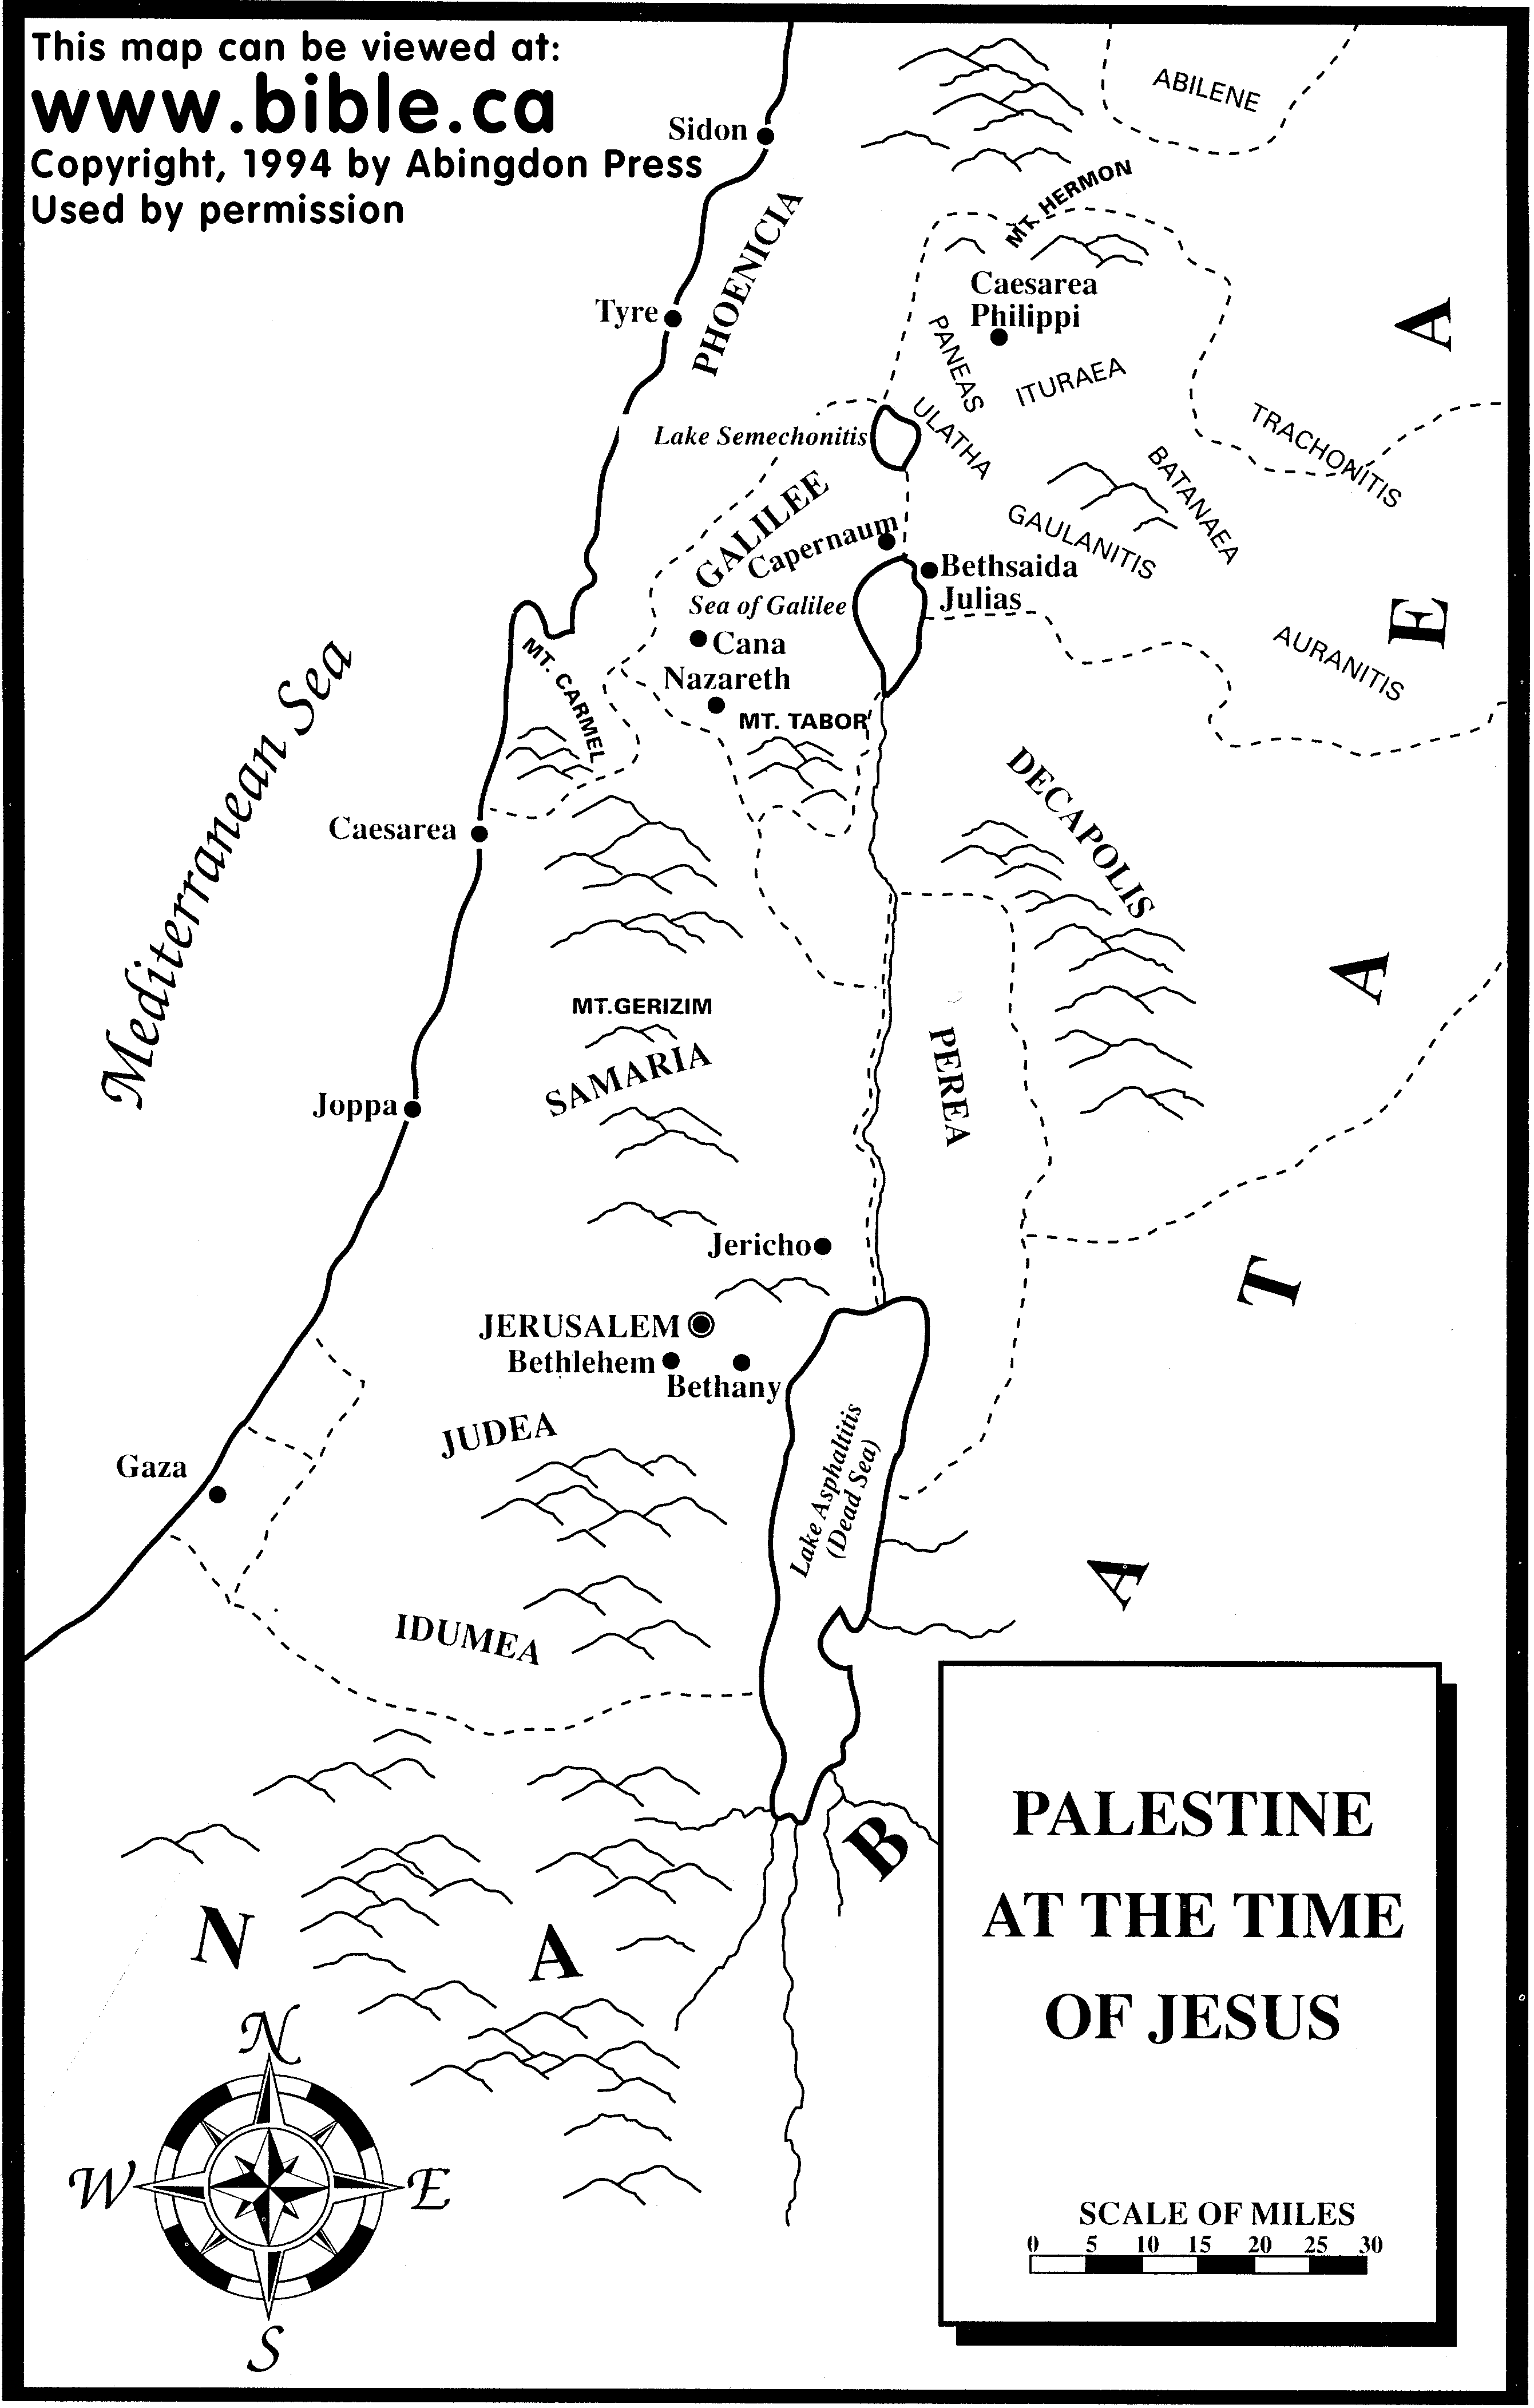 This map can be viewed at:
www.bible.ca
Copyright, 1994 by Abingdon Press
Used by permission
ABILENE
Sidon
MT. HERMON
PHOENICIA
Caesarea
Philippi
Tyre
PANEAS
ITURAEA
A
Lake Semechonitis
ULATHA
TRACHONITIS
BATANAEA
GALILEE
GAULANITIS
Capernaum
Bethsaida
Julias
Sea of Galilee
E
Cana
AURANITIS
MT. CARMEL
Nazareth
MT. TABOR
Mediterranean Sea
DECAPOLIS
Caesarea
A
MT.GERIZIM
SAMARIA
PEREA
Joppa
Jericho
T
JERUSALEM
Bethlehem
Bethany
JUDEA
Lake Asphaltitis
(Dead Sea)
Gaza
A
IDUMEA
B
N
A
PALESTINE
AT THE TIME
OF JESUS
N
W
E
S
SCALE OF MILES
0 5 10 15 20 25 30